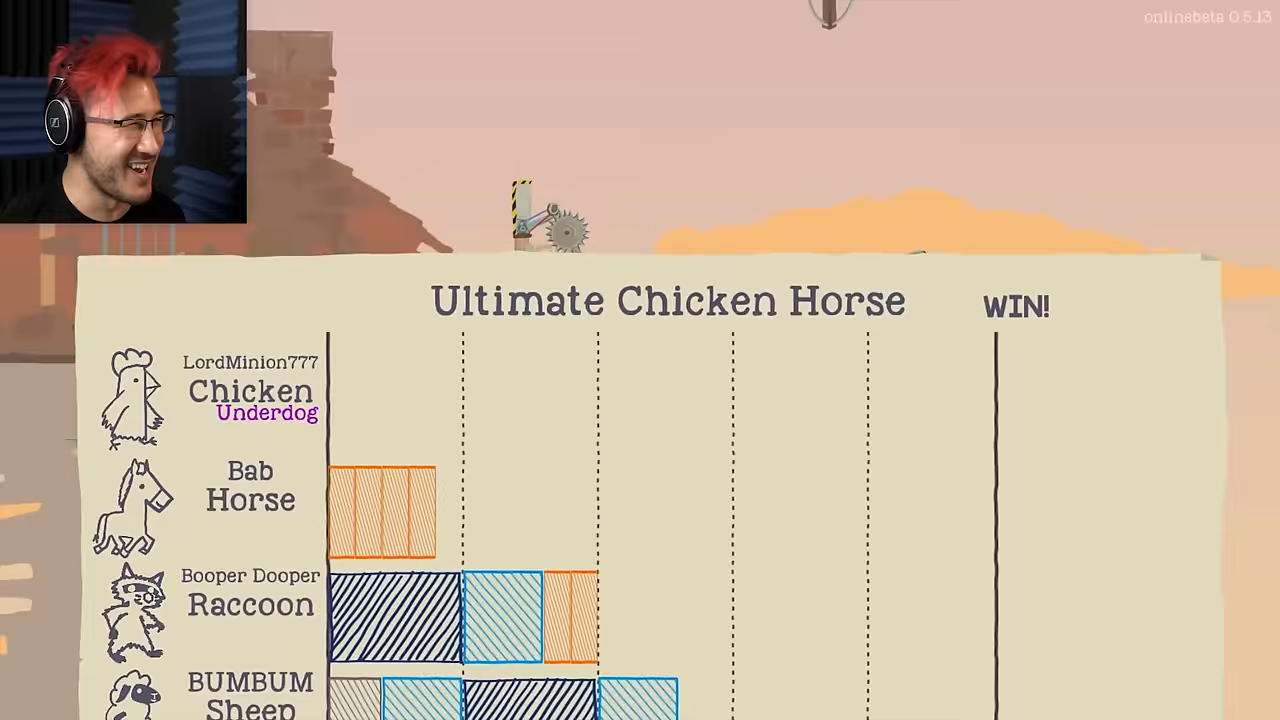 onlinebeta 0.5.13
Ultimate Chicken Horse
WIN!
LordMinion777
Chicken
Underdog
Bab
Horse
Booper Dooper
Raccoon
BUMBUM
Sheep